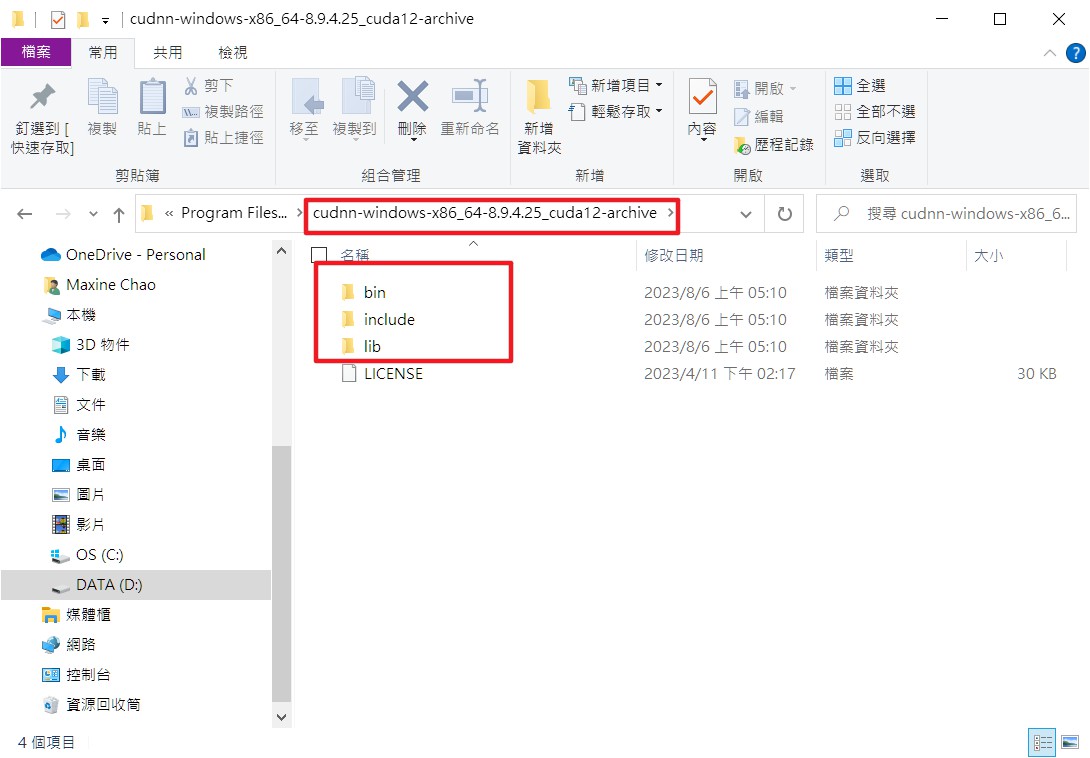 cudnn-windows-x86_64-8.9.4.25_cuda12-archive
檔案 常用 共用 檢視
釘選到 [快速存取]
複製
貼上
剪下
複製路徑
貼上捷徑
剪貼簿
移至
複製到
刪除
重新命名
組合管理
新增資料夾
新增項目
輕鬆存取
新增
內容
開啟
編輯
歷程記錄
開啟
全選
全部不選
反向選擇
選取
« Program Files... › cudnn-windows-x86_64-8.9.4.25_cuda12-archive ›
搜尋 cudnn-windows-x86_6...
OneDrive - Personal
Maxine Chao
本機
3D 物件
下載
文件
音樂
桌面
圖片
影片
OS (C:)
DATA (D:)
媒體櫃
網路
控制台
資源回收筒
名稱 修改日期 類型 大小
bin 2023/8/6 上午 05:10 檔案資料夾
include 2023/8/6 上午 05:10 檔案資料夾
lib 2023/8/6 上午 05:10 檔案資料夾
LICENSE 2023/4/11 下午 02:17 檔案 30 KB
4 個項目